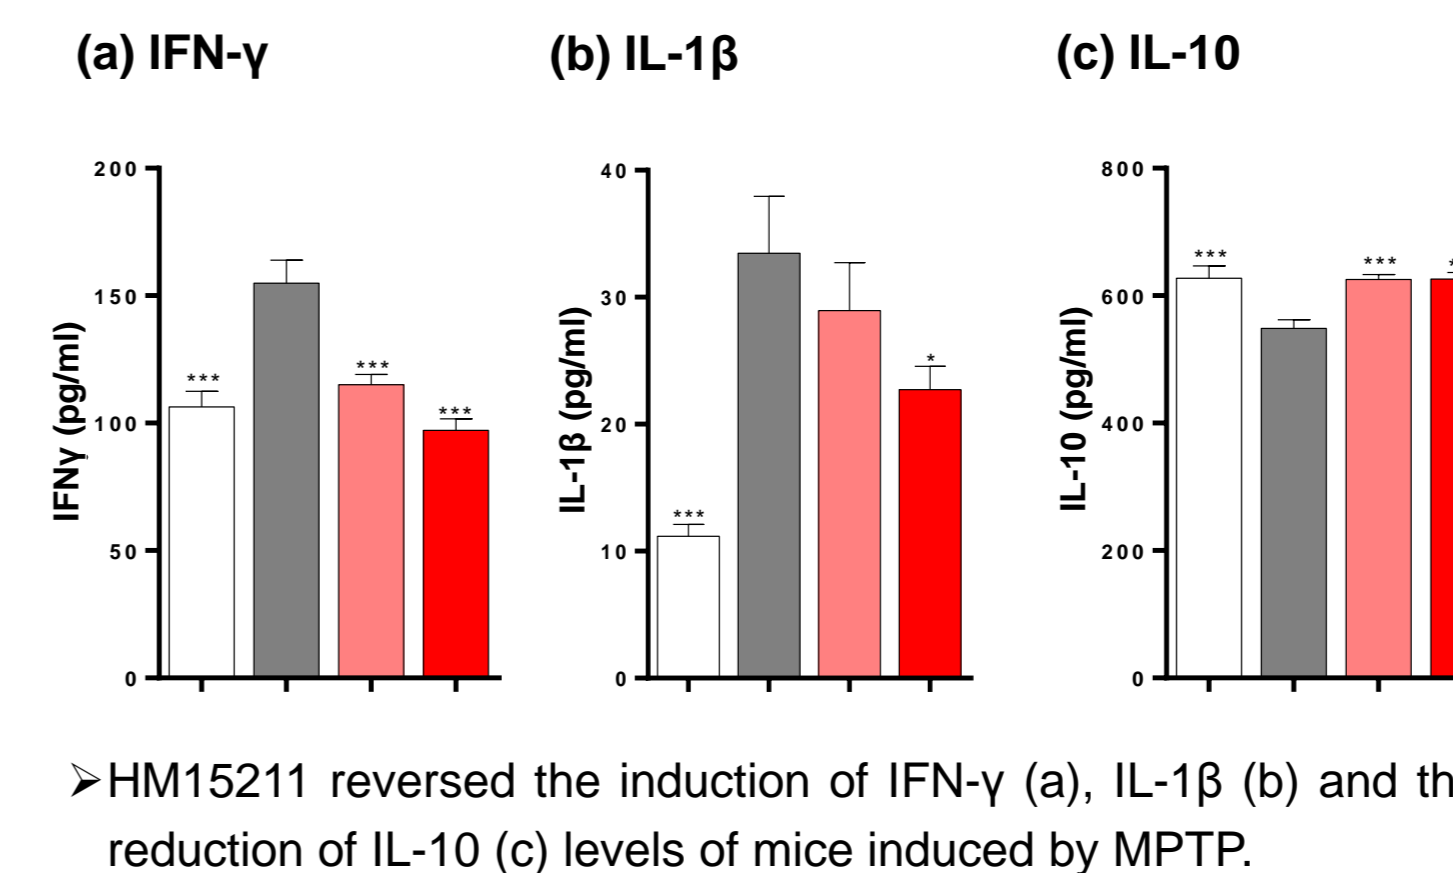 (a) IFN-γ
(b) IL-1β
(c) IL-10
IFNγ (pg/ml)
200
150
100
50
0
***
***
***
IL-1β (pg/ml)
40
30
20
10
0
***
*
IL-10 (pg/ml)
800
600
400
200
0
***
***
➢HM15211 reversed the induction of IFN-γ (a), IL-1β (b) and
reduction of IL-10 (c) levels of mice induced by MPTP.